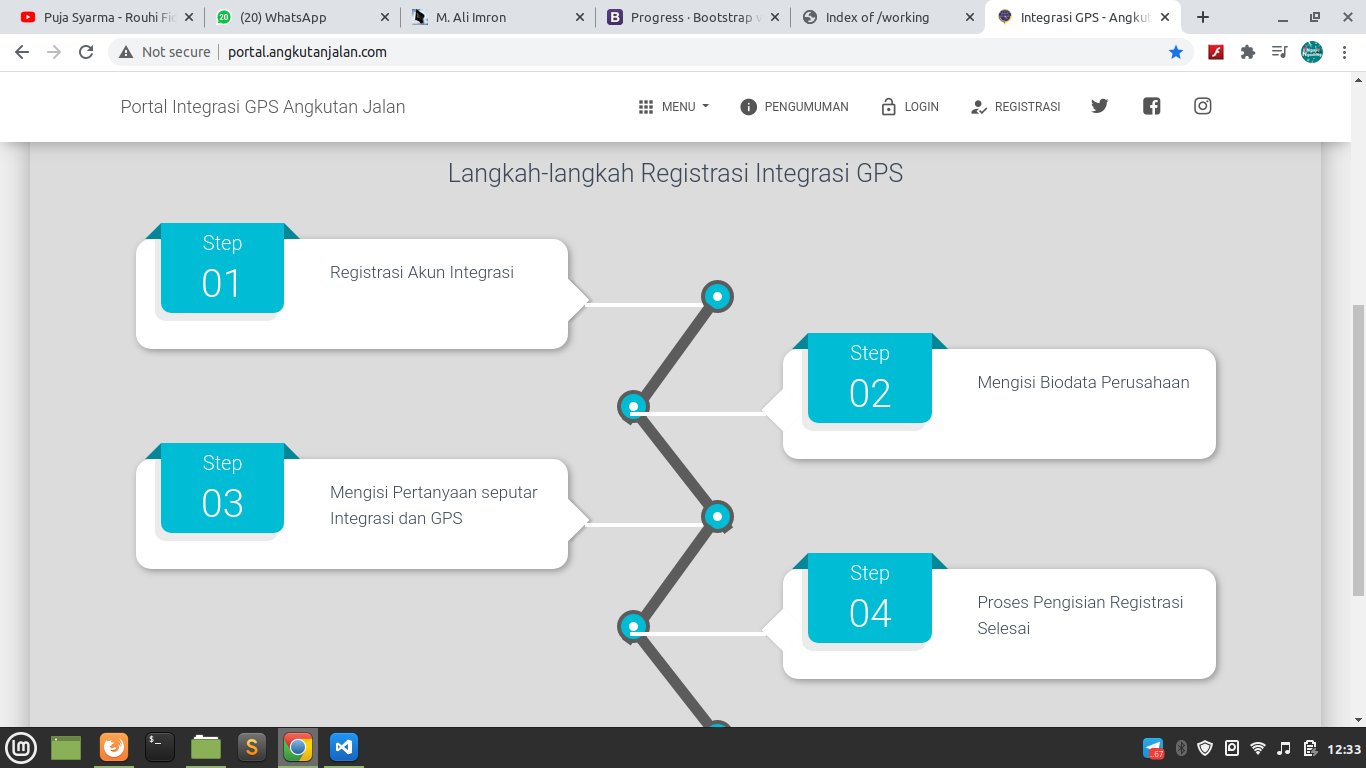 Puja Syarma - Rouhi Fi
(20) WhatsApp
M. Ali Imron
Progress · Bootstrap
Index of /working
Integrasi GPS - Angkut
Not secure
portal.angkutanjalan.com
Portal Integrasi GPS Angkutan Jalan
MENU
PENGUMUMAN
LOGIN
REGISTRASI
Langkah-langkah Registrasi Integrasi GPS
Step
01
Registrasi Akun Integrasi
Step
02
Mengisi Biodata Perusahaan
Step
03
Mengisi Pertanyaan seputar
Integrasi dan GPS
Step
04
Proses Pengisian Registrasi
Selesai
67
12:33